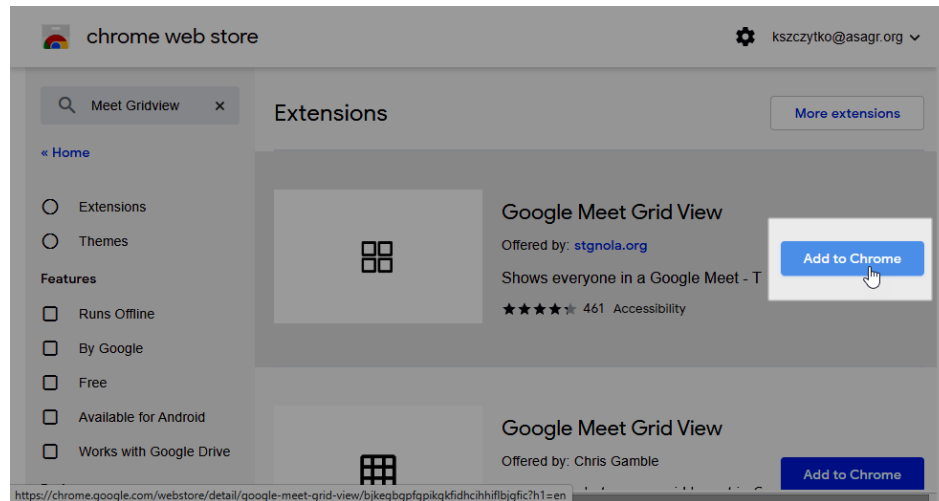 chrome web store
kszczytko@asagr.org
Meet Gridview
Extensions
More extensions
« Home
Extensions
Themes
Features
Runs Offline
By Google
Free
Available for Android
Works with Google Drive
Google Meet Grid View
Offered by: stgnola.org
Shows everyone in a Google Meet - T
461 Accessibility
Add to Chrome
Google Meet Grid View
Offered by: Chris Gamble
Add to Chrome
https://chrome.google.com/webstore/detail/google-meet-grid-view/bjkegbgpfgpikgkfidhcihhiflbjgfic?h1=en